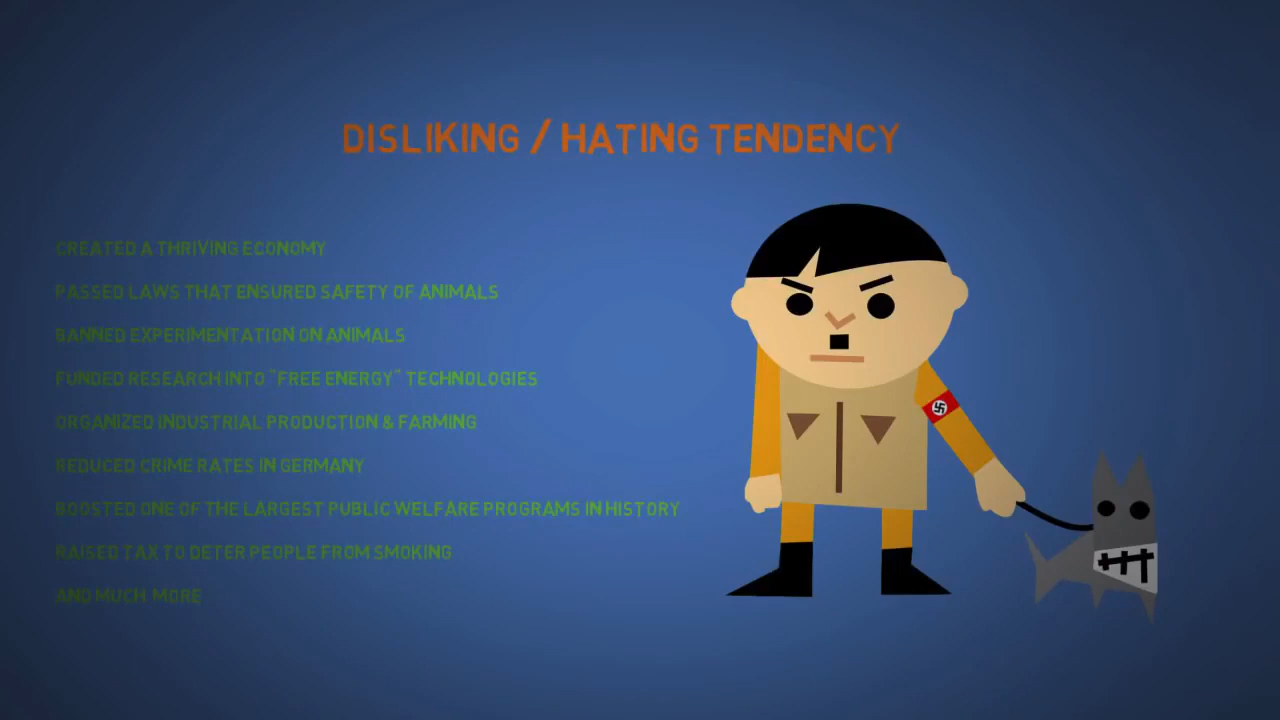 DISLIKING / HATING TENDENCY
CREATED A THRIVING ECONOMY
PASSED LAWS THAT ENSURED SAFETY OF ANIMALS
BANNED EXPERIMENTATION ON ANIMALS
FUNDED RESEARCH INTO "FREE ENERGY" TECHNOLOGIES
ORGANIZED INDUSTRIAL PRODUCTION & FARMING
REDUCED CRIME RATES IN GERMANY
BOOSTED ONE OF THE LARGEST PUBLIC WELFARE PROGRAMS IN HISTORY
RAISED TAX TO DETER PEOPLE FROM SMOKING
AND MUCH MORE